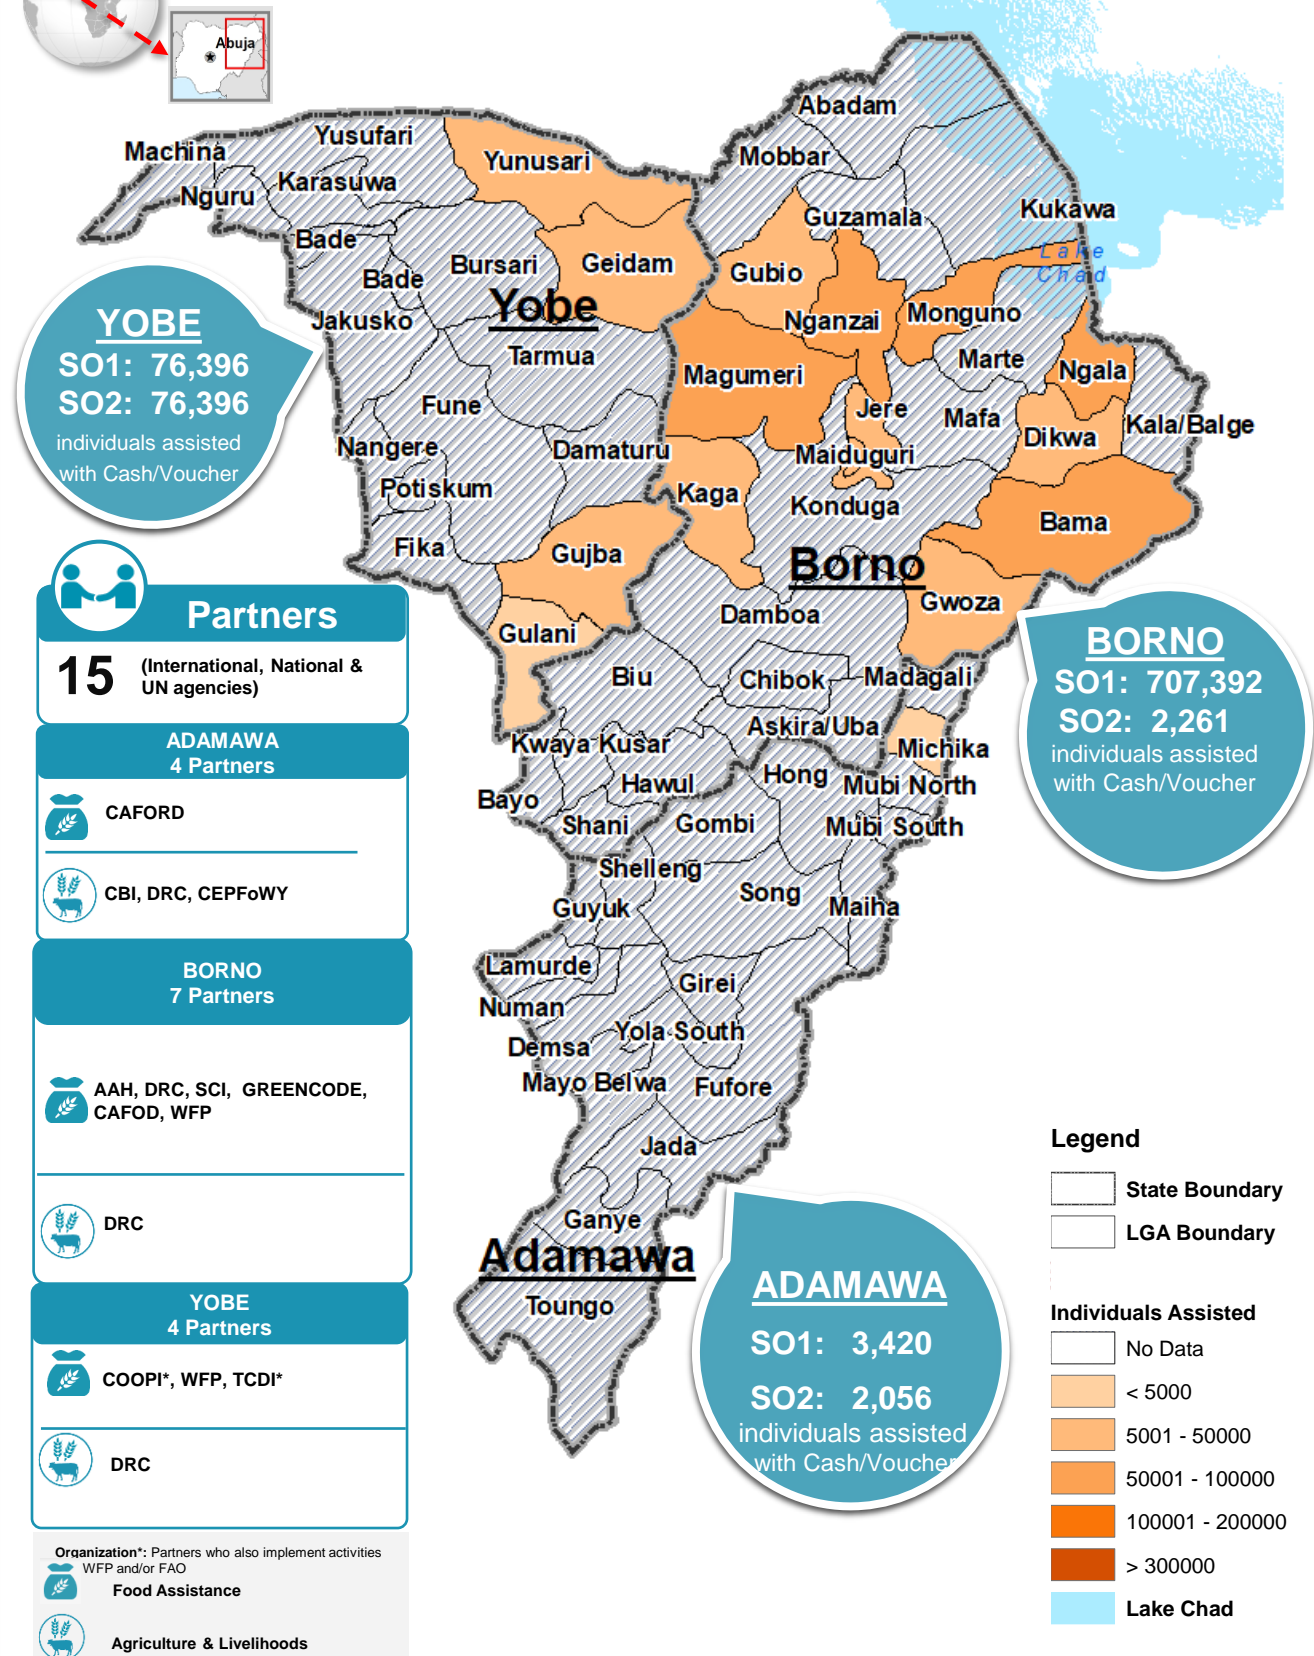 Abuja
Abadam
Yusufari
Machina
Yunusari
Mobbar
Karasuwa
Nguru
Guzamala
Kukawa
Bade
Bursari
Geidam
Gubio
Lake
Chad
Bade
Yobe
Jakusko
Nganzai
Monguno
Tarmua
Marte
Magumeri
Ngala
Fune
Jere
Mafa
Kala/Balge
Dikwa
Nangere
Damaturu
Maiduguri
Potiskum
Kaga
Konduga
Bama
Fika
Gujba
Borno
Gwoza
Damboa
Gulani
Biu
Chibok
Madagali
Askira/Uba
Kwaya Kusar
Michika
Hong
Mubi North
Hawul
Bayo
Shani
Gombi
Mubi South
Shelleng
Song
Guyuk
Maiha
Lamurde
Girei
Numan
Yola South
Demsa
Mayo Belwa
Fufore
Jada
Ganye
Adamawa
Toungo
YOBE
SO1: 76,396
SO2: 76,396
individuals assisted
with Cash/Voucher
BORNO
SO1: 707,392
SO2: 2,261
individuals assisted
with Cash/Voucher
ADAMAWA
SO1: 3,420
SO2: 2,056
individuals assisted
with Cash/Voucher
Partners
15 (International, National &
UN agencies)
ADAMAWA
4 Partners
CAFORD
CBI, DRC, CEPFoWY
BORNO
7 Partners
AAH, DRC, SCI, GREENCODE,
CAFOD, WFP
DRC
YOBE
4 Partners
COOPI*, WFP, TCDI*
DRC
Organization*: Partners who also implement activities
WFP and/or FAO
Food Assistance
Agriculture & Livelihoods
Legend
State Boundary
LGA Boundary
Individuals Assisted
No Data
< 5000
5001 - 50000
50001 - 100000
100001 - 200000
> 300000
Lake Chad